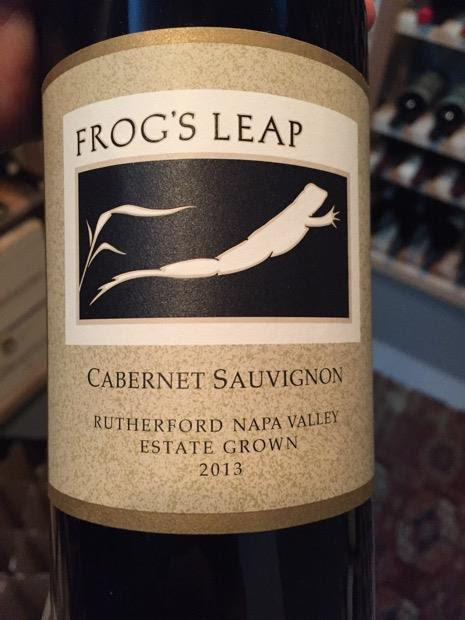 FROG'S LEAP
CABERNET SAUVIGNON
RUTHERFORD NAPA VALLEY
ESTATE GROWN
2013